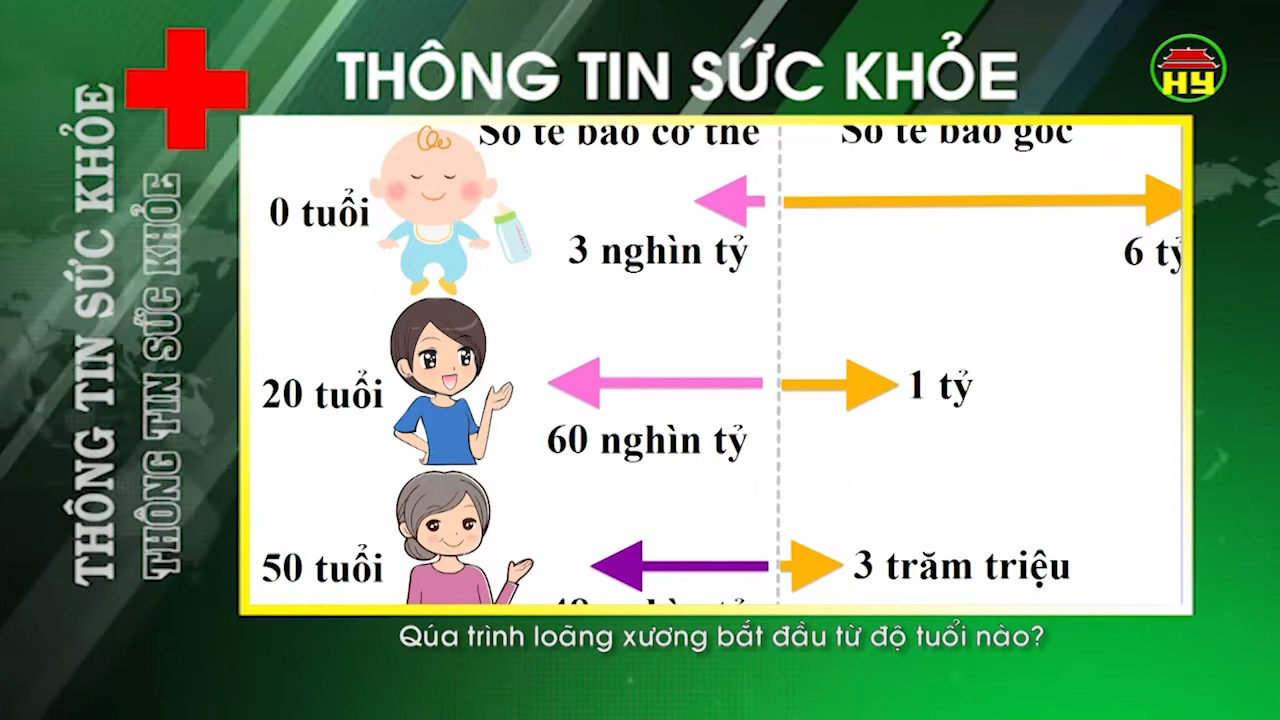 THÔNG TIN SỨC KHỎE
HY
THÔNG TIN SỨC KHỎE
THÔNG TIN SỨC KHỎE
Số tế bào cơ thể
Số tế bào gốc
0 tuổi
3 nghìn tỷ
6 tỷ
20 tuổi
60 nghìn tỷ
1 tỷ
50 tuổi
3 trăm triệu
Qúa trình loãng xương bắt đầu từ độ tuổi nào?